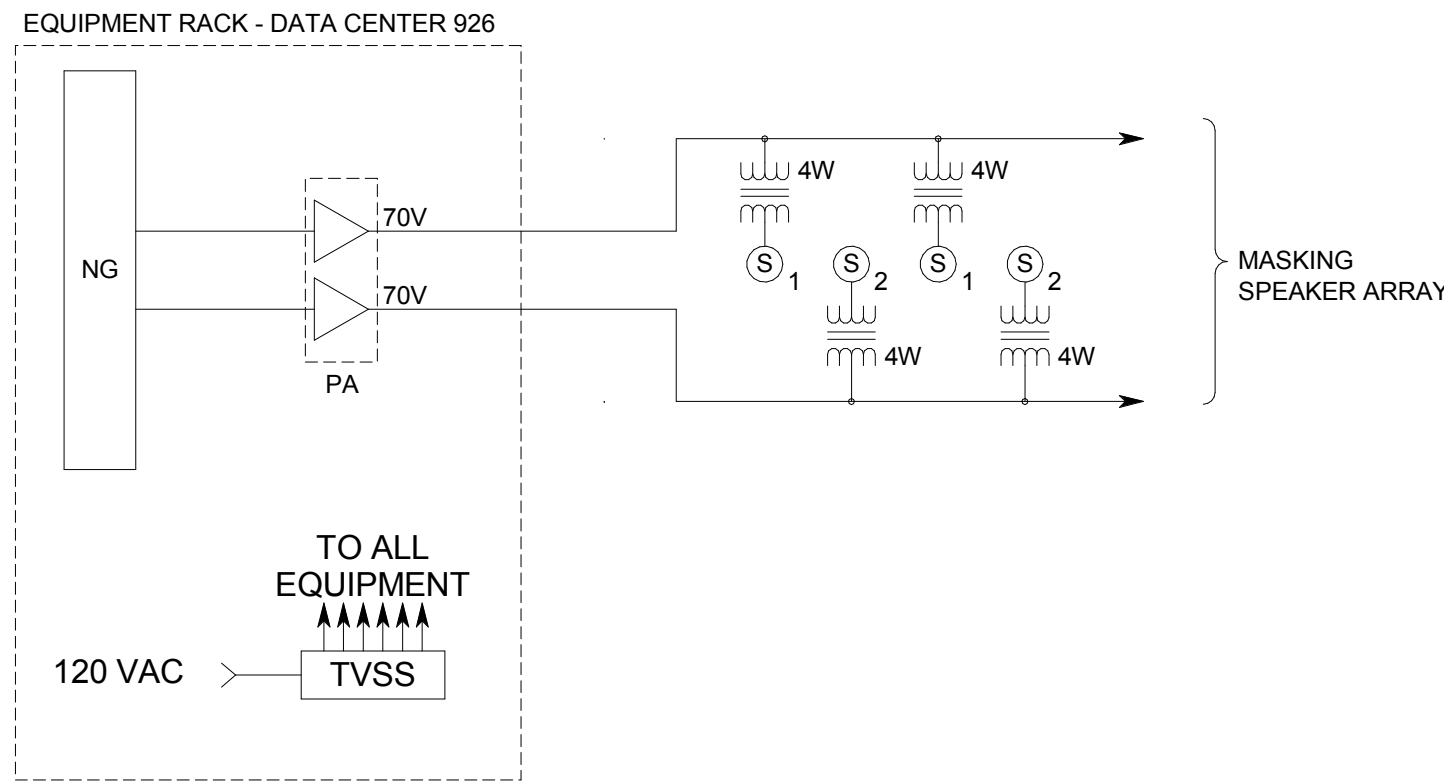 EQUIPMENT RACK - DATA CENTER 926
4W
4W
70V
NG
S
1
S
2
S
1
S
2
MASKING
SPEAKER ARRAY
70V
4W
4W
PA
TO ALL
EQUIPMENT
120 VAC
TVSS